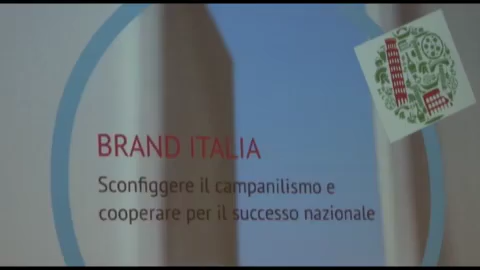 BRAND ITALIA
Sconfiggere il campanilismo e
cooperare per il successo nazionale